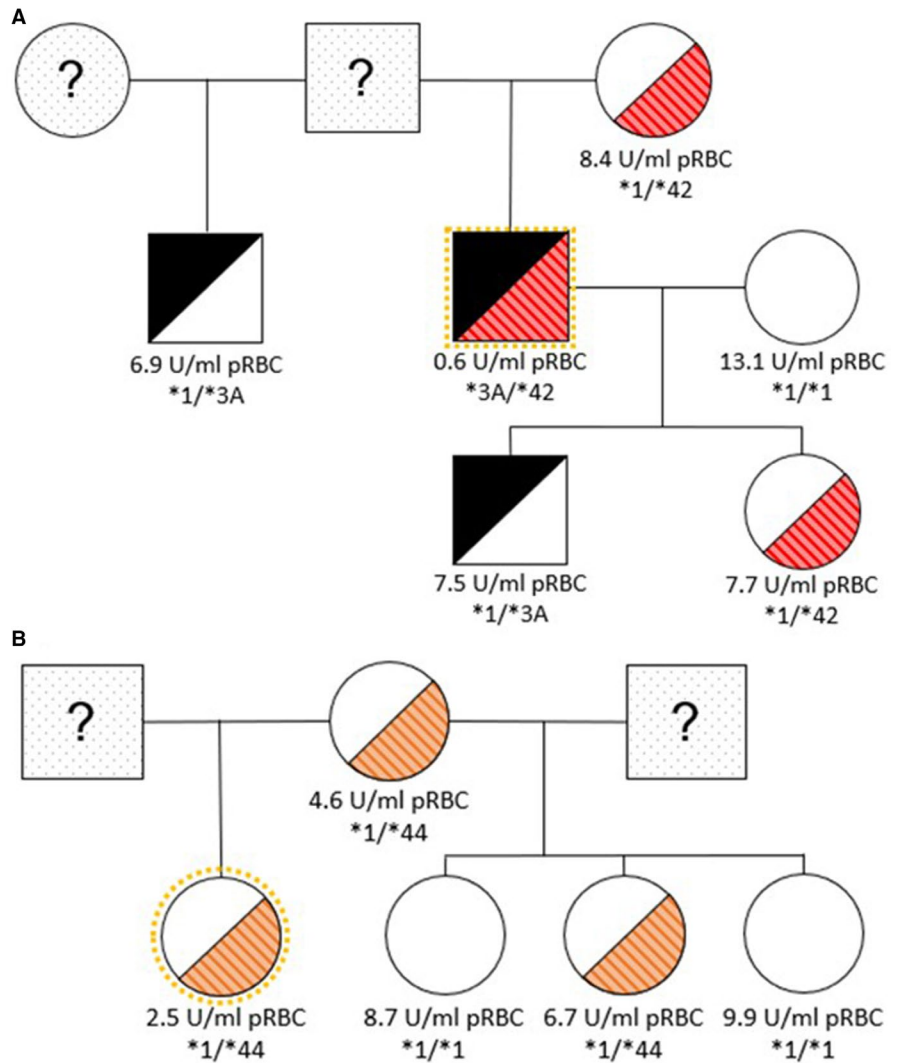 A
?
?
8.4 U/ml pRBC
*1/*42
6.9 U/ml pRBC
*1/*3A
0.6 U/ml pRBC
*3A/*42
13.1 U/ml pRBC
*1/*1
7.5 U/ml pRBC
*1/*3A
7.7 U/ml pRBC
*1/*42
B
?
?
4.6 U/ml pRBC
*1/*44
2.5 U/ml pRBC
*1/*44
8.7 U/ml pRBC
*1/*1
6.7 U/ml pRBC
*1/*44
9.9 U/ml pRBC
*1/*1